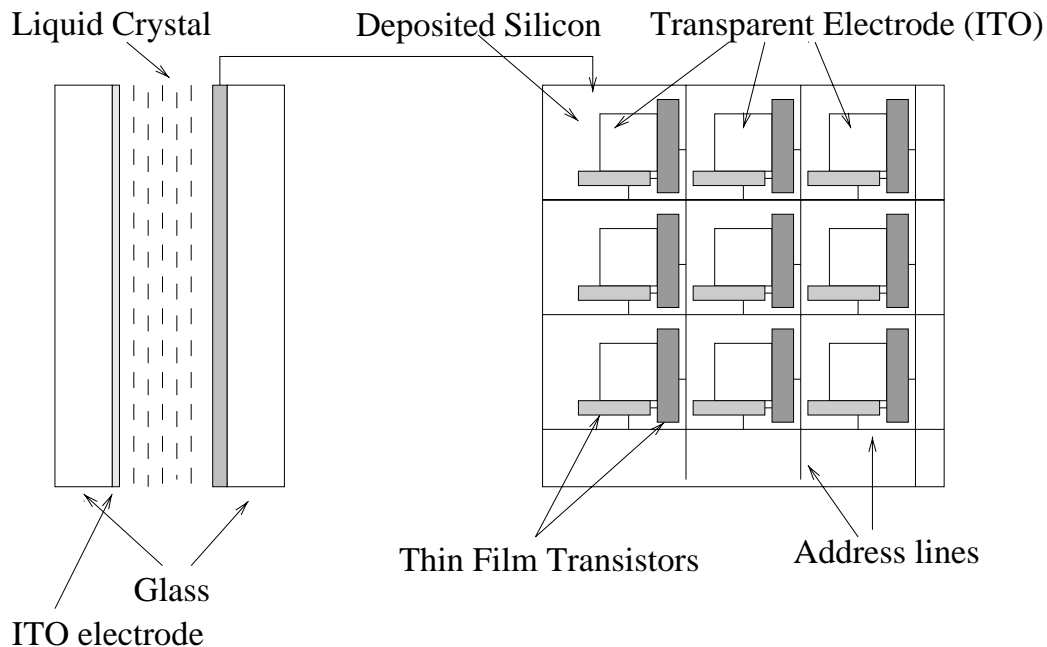 Liquid Crystal
Deposited Silicon
Transparent Electrode (ITO)
Thin Film Transistors
Address lines
Glass
ITO electrode